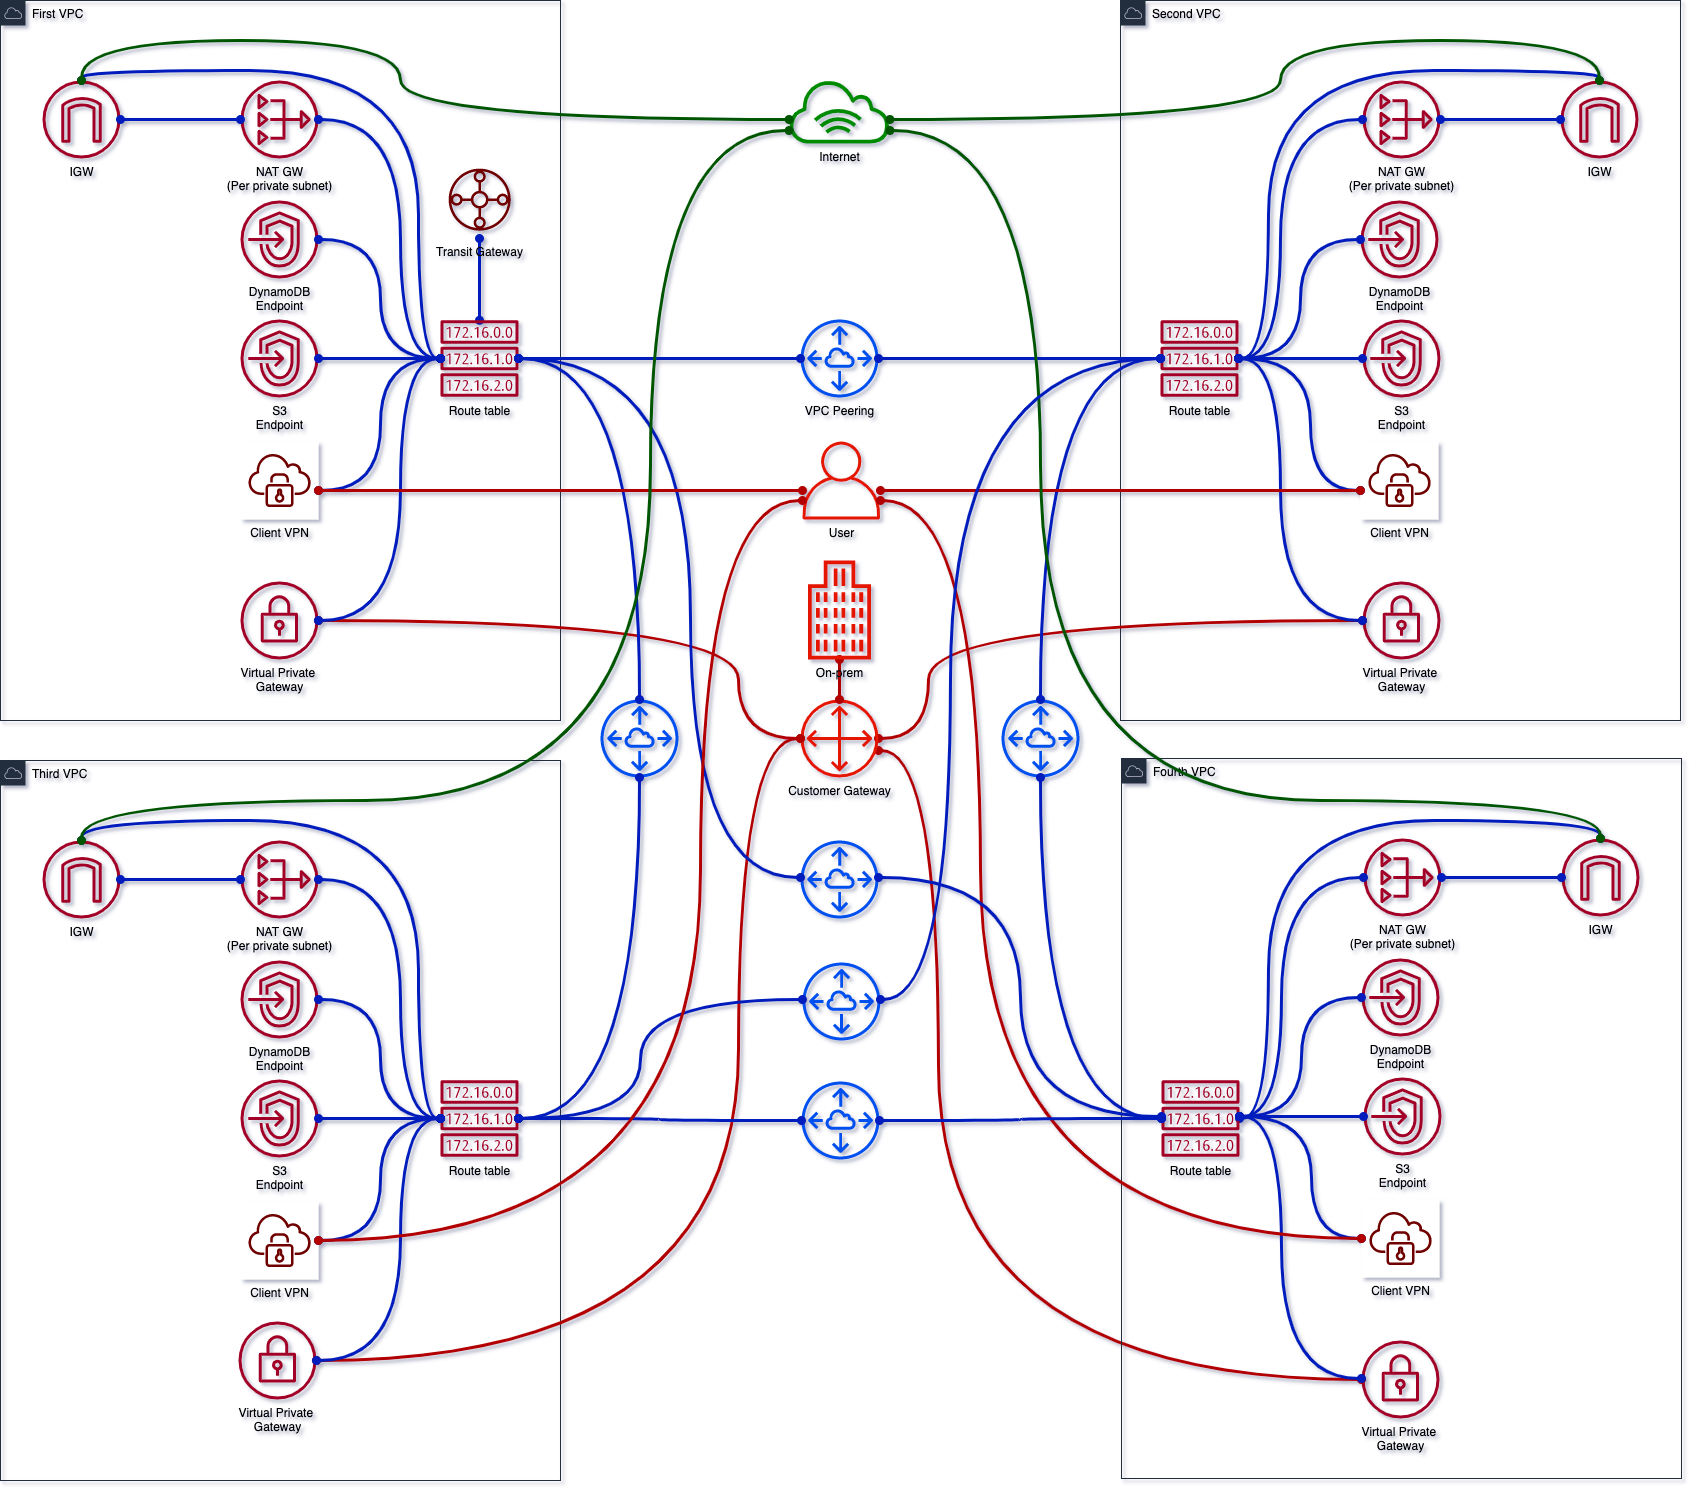 First VPC
IGW
NAT GW
(Per private subnet)
Transit Gateway
DynamoDB
Endpoint
172.16.0.0
172.16.1.0
172.16.2.0
Route table
S3
Endpoint
Client VPN
Virtual Private
Gateway
Internet
VPC Peering
User
On-prem
Customer Gateway
Second VPC
NAT GW
(Per private subnet)
IGW
DynamoDB
Endpoint
172.16.0.0
172.16.1.0
172.16.2.0
Route table
S3
Endpoint
Client VPN
Virtual Private
Gateway
Third VPC
IGW
NAT GW
(Per private subnet)
DynamoDB
Endpoint
172.16.0.0
172.16.1.0
172.16.2.0
Route table
S3
Endpoint
Client VPN
Virtual Private
Gateway
Fourth VPC
NAT GW
(Per private subnet)
IGW
DynamoDB
Endpoint
172.16.0.0
172.16.1.0
172.16.2.0
Route table
S3
Endpoint
Client VPN
Virtual Private
Gateway